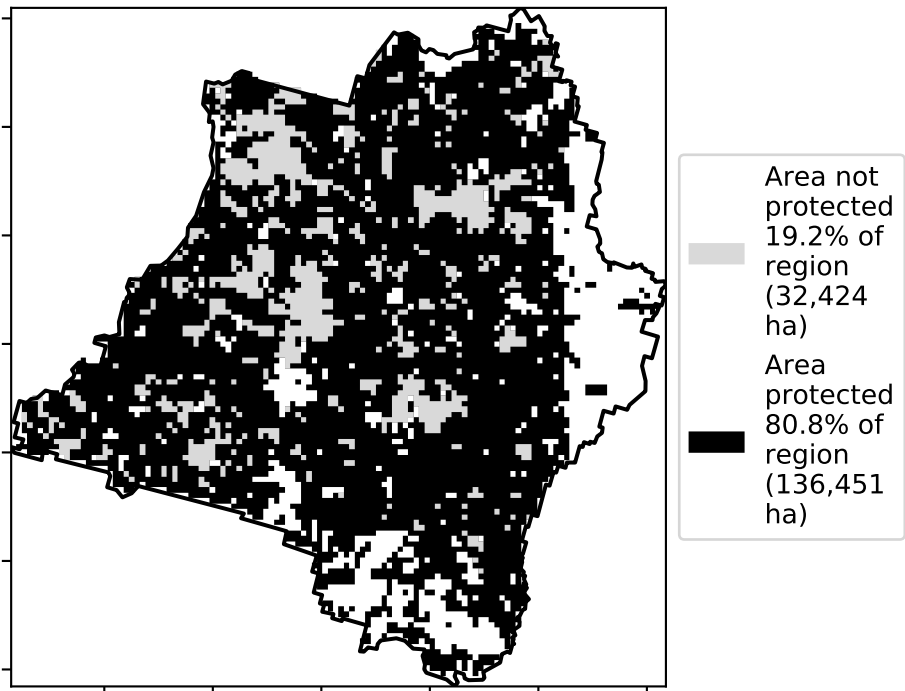 Area not
protected
19.2% of
region
(32,424
ha)
Area
protected
80.8% of
region
(136,451
ha)